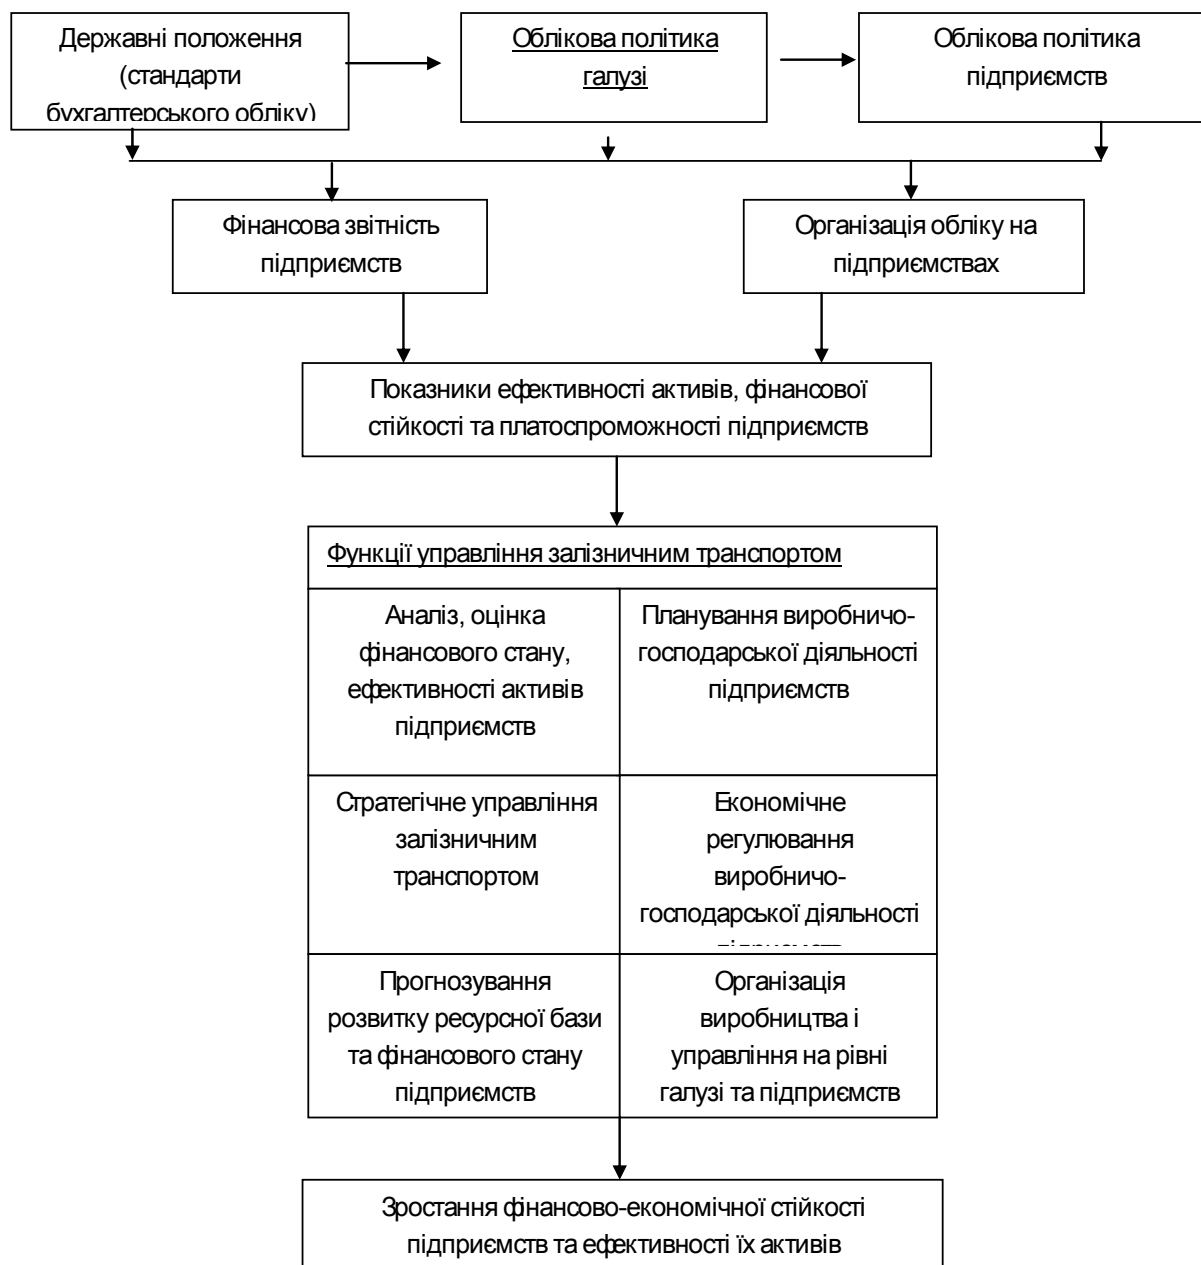 Державні положення
(стандарти
бухгалтерського обліку)
Облікова політика
галузі
Облікова політика
підприємств
Фінансова звітність
підприємств
Організація обліку на
підприємствах
Показники ефективності активів, фінансової
стійкості та платоспроможності підприємств
Функції управління залізничним транспортом
Аналіз, оцінка
фінансового стану,
ефективності активів
підприємств
Планування виробничо-
господарської діяльності
підприємств
Стратегічне управління
залізничним
транспортом
Економічне
регулювання
виробничо-
господарської діяльності
Прогнозування
розвитку ресурсної бази
та фінансового стану
підприємств
Організація
виробництва і
управління на рівні
галузі та підприємств
Зростання фінансово-економічної стійкості
підприємств та ефективності їх активів